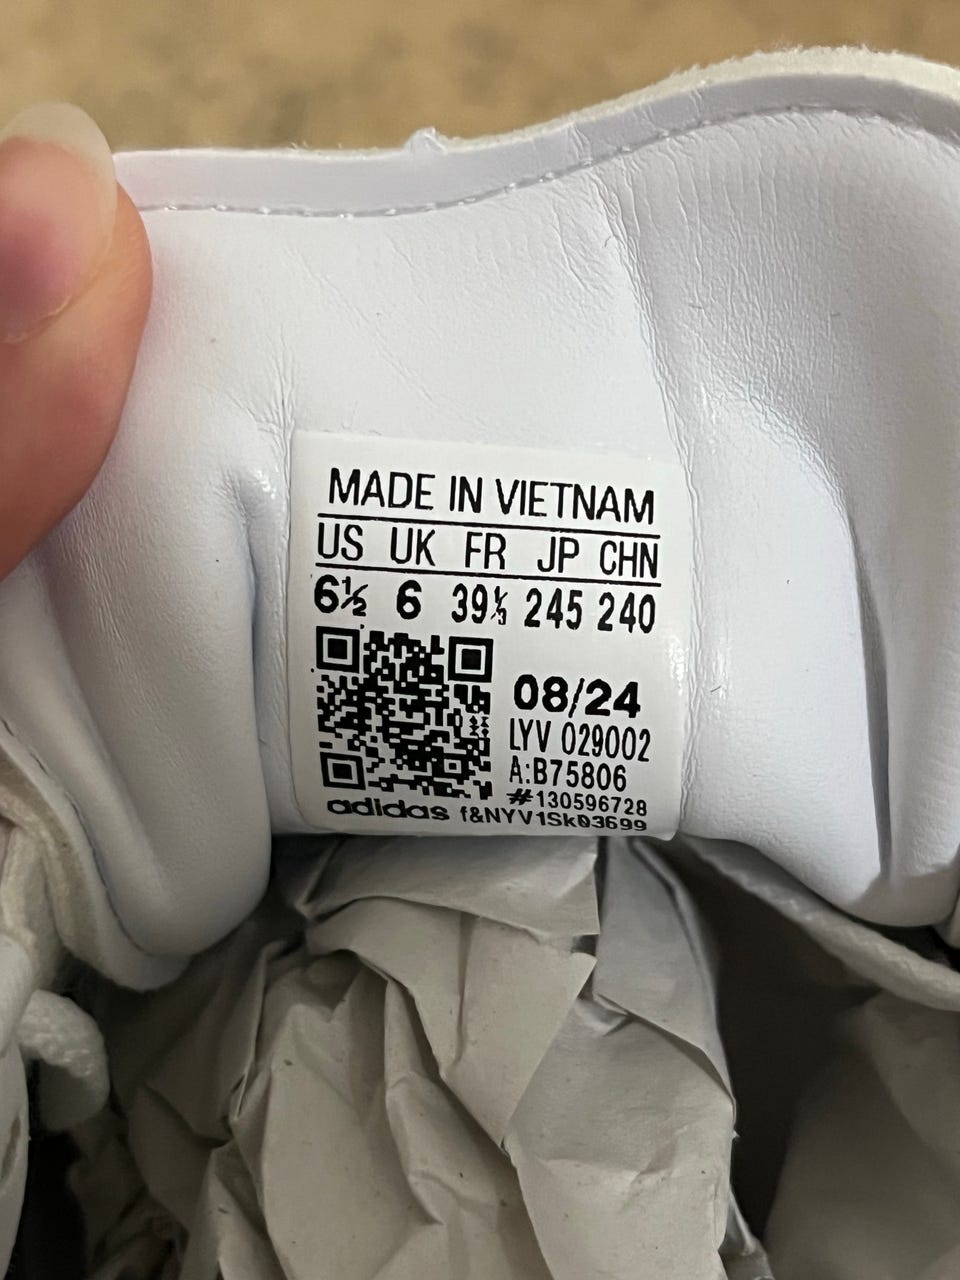 MADE IN VIETNAM
US UK FR JP CHN
6½ 6 39⅓ 245 240
08/24
LYV 029002
A:B75806
#130596728
adidas f&NYV1Sk03699